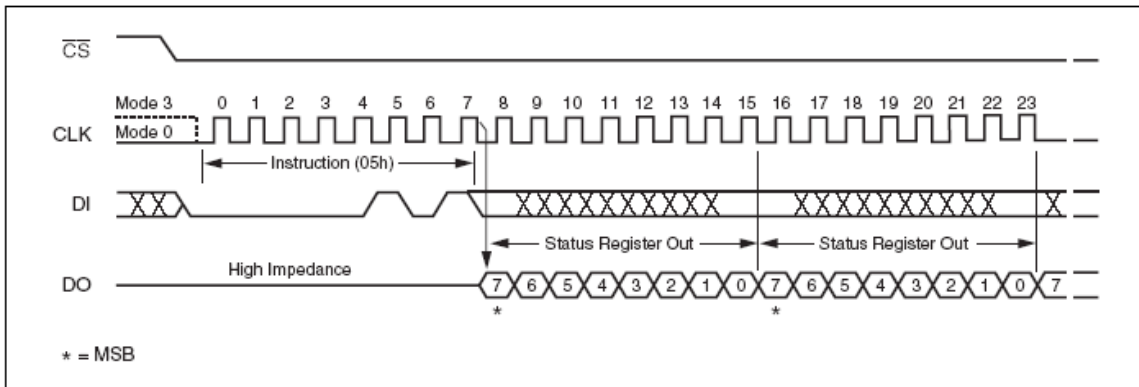 CS
Mode 3 0 1 2 3 4 5 6 7 8 9 10 11 12 13 14 15 16 17 18 19 20 21 22 23
CLK Mode 0
Instruction (05h)
DI
Status Register Out Status Register Out
High Impedance
DO 7 6 5 4 3 2 1 0 7 6 5 4 3 2 1 0 7
* *
* = MSB